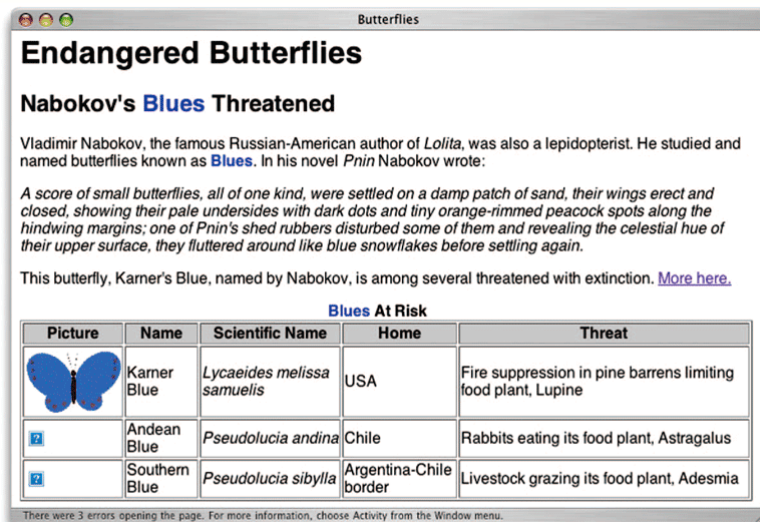 Butterflies
Endangered Butterflies
Nabokov's Blues Threatened
Vladimir Nabokov, the famous Russian-American author of Lolita, was also a lepidopterist. He studied and
named butterflies known as Blues. In his novel Pnin Nabokov wrote:
A score of small butterflies, all of one kind, were settled on a damp patch of sand, their wings erect and
closed, showing their pale undersides with dark dots and tiny orange-rimmed peacock spots along the
hindwing margins; one of Pnin's shed rubbers disturbed some of them and revealing the celestial hue of
their upper surface, they fluttered around like blue snowflakes before settling again.
This butterfly, Karner's Blue, named by Nabokov, is among several threatened with extinction. More here.
Blues At Risk
Picture Name Scientific Name Home Threat
Karner Blue Lycaeides melissa samuelis USA Fire suppression in pine barrens limiting food plant, Lupine
? Andean Blue Pseudolucia andina Chile Rabbits eating its food plant, Astragalus
? Southern Blue Pseudolucia sibylla Argentina-Chile border Livestock grazing its food plant, Adesmia
There were 3 errors opening the page. For more information, choose Activity from the Window menu.